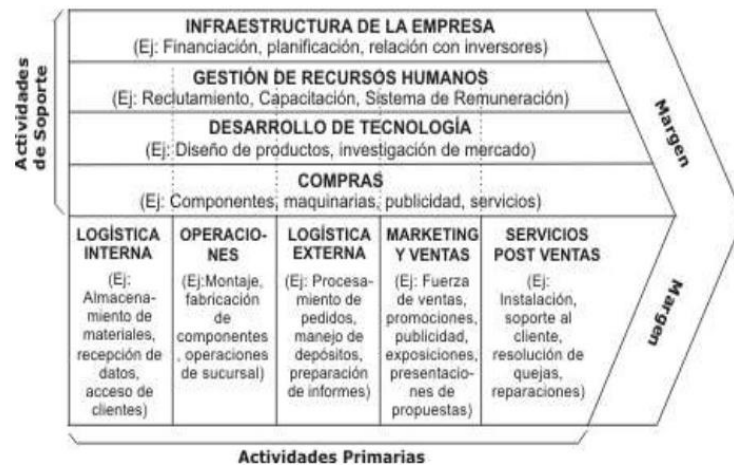 Actividades
de Soporte
INFRAESTRUCTURA DE LA EMPRESA
(Ej: Financiación, planificación, relación con inversores)
GESTIÓN DE RECURSOS HUMANOS
(Ej: Reclutamiento, Capacitación, Sistema de Remuneración)
DESARROLLO DE TECNOLOGÍA
(Ej: Diseño de productos, investigación de mercado)
COMPRAS
(Ej: Componentes, maquinarias, publicidad, servicios)
Margen
LOGÍSTICA
INTERNA
(Ej:
Almacena-
miento de
materiales,
recepción de
datos,
acceso de
clientes)
OPERACIO-
NES
(Ej:Montaje,
fabricación
de
componentes
, operaciones
de sucursal)
LOGÍSTICA
EXTERNA
(Ej: Procesa-
miento de
pedidos,
manejo de
depósitos,
preparación
de informes)
MARKETING
Y VENTAS
(Ej: Fuerza
de ventas,
promociones,
publicidad,
exposiciones,
presentacio-
nes de
propuestas)
SERVICIOS
POST VENTAS
(Ej:
Instalación,
soporte al
cliente,
resolución de
quejas,
reparaciones)
Margen
Actividades Primarias